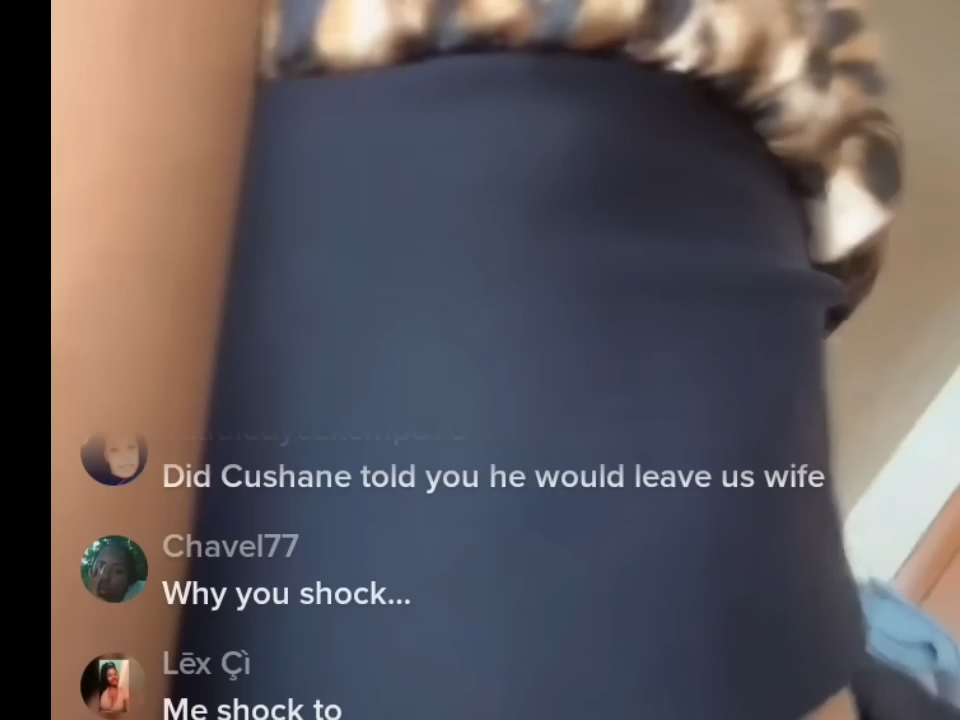 Did Cushane told you he would leave us wife
Chavel77
Why you shock...
Lēx Çì
Me shock to